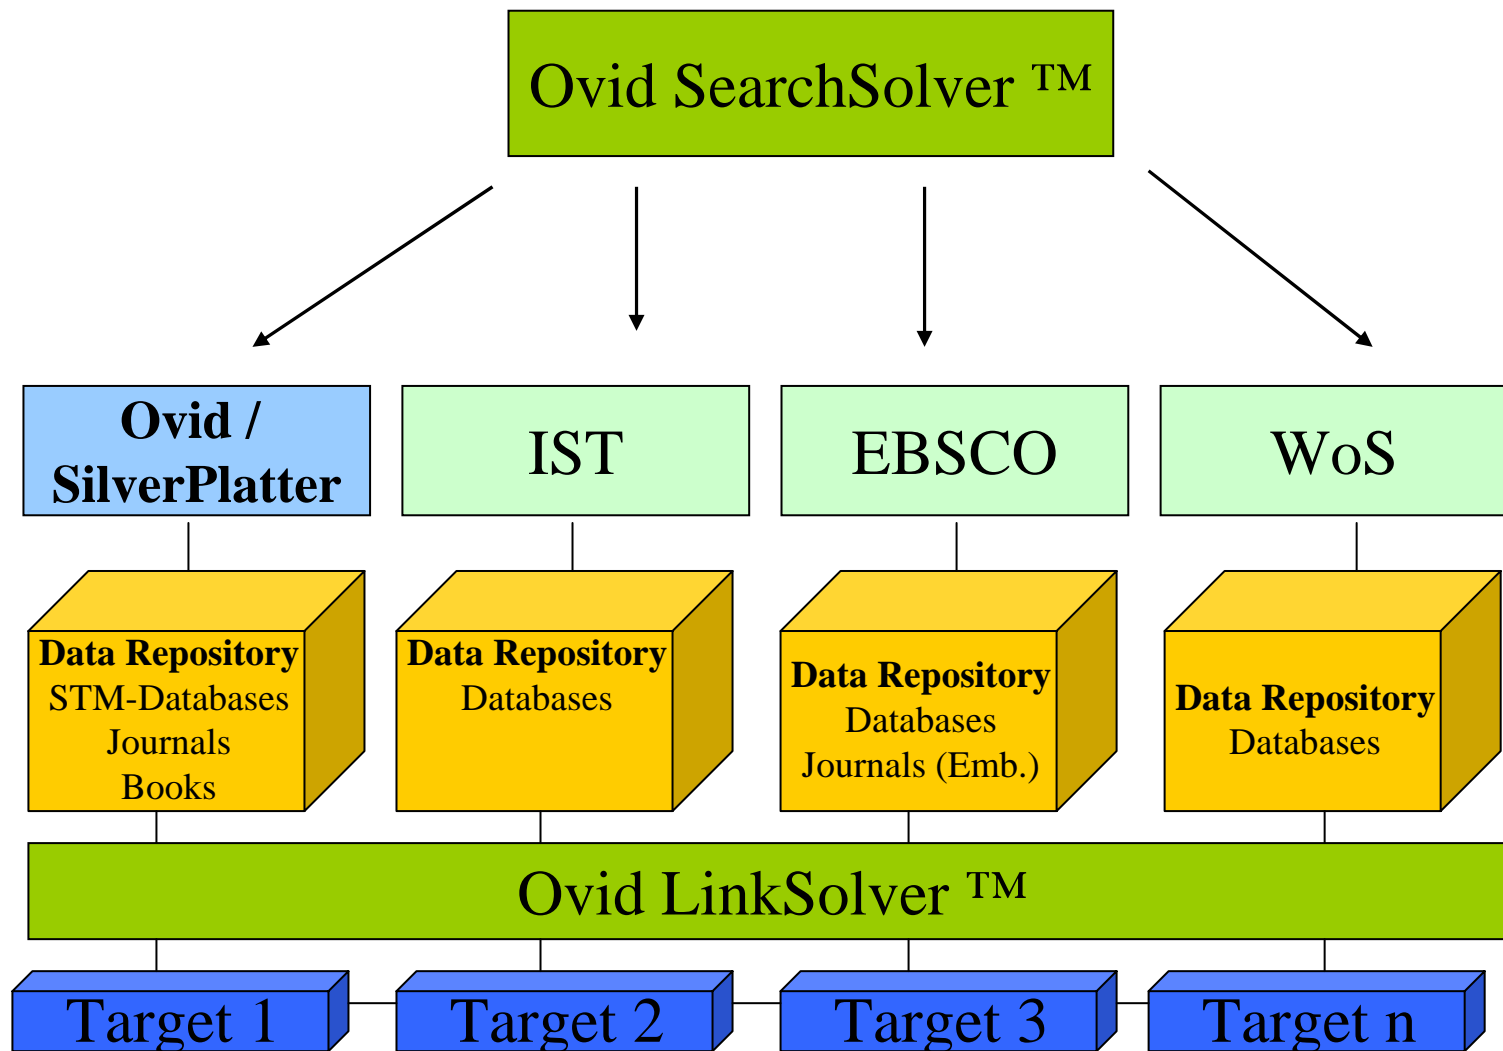 Ovid SearchSolver ™
Ovid /
SilverPlatter
IST
EBSCO
WoS
Data Repository
STM-Databases
Journals
Books
Data Repository
Databases
Data Repository
Databases
Journals (Emb.)
Data Repository
Databases
Ovid LinkSolver ™
Target 1
Target 2
Target 3
Target n